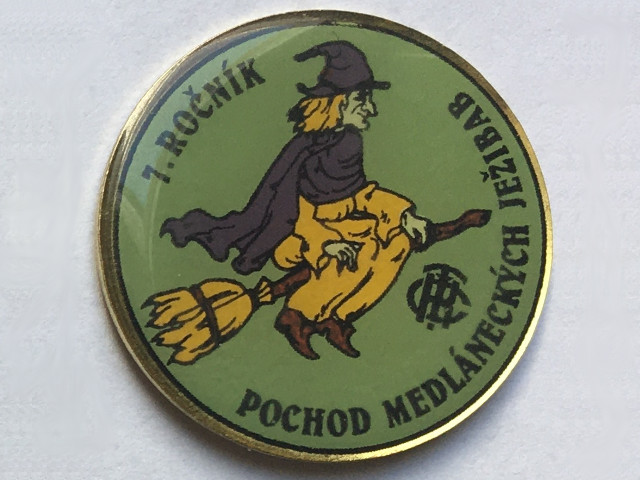 7. ROČNÍK
POCHOD MEDLÁNECKÝCH JEŽIBAB